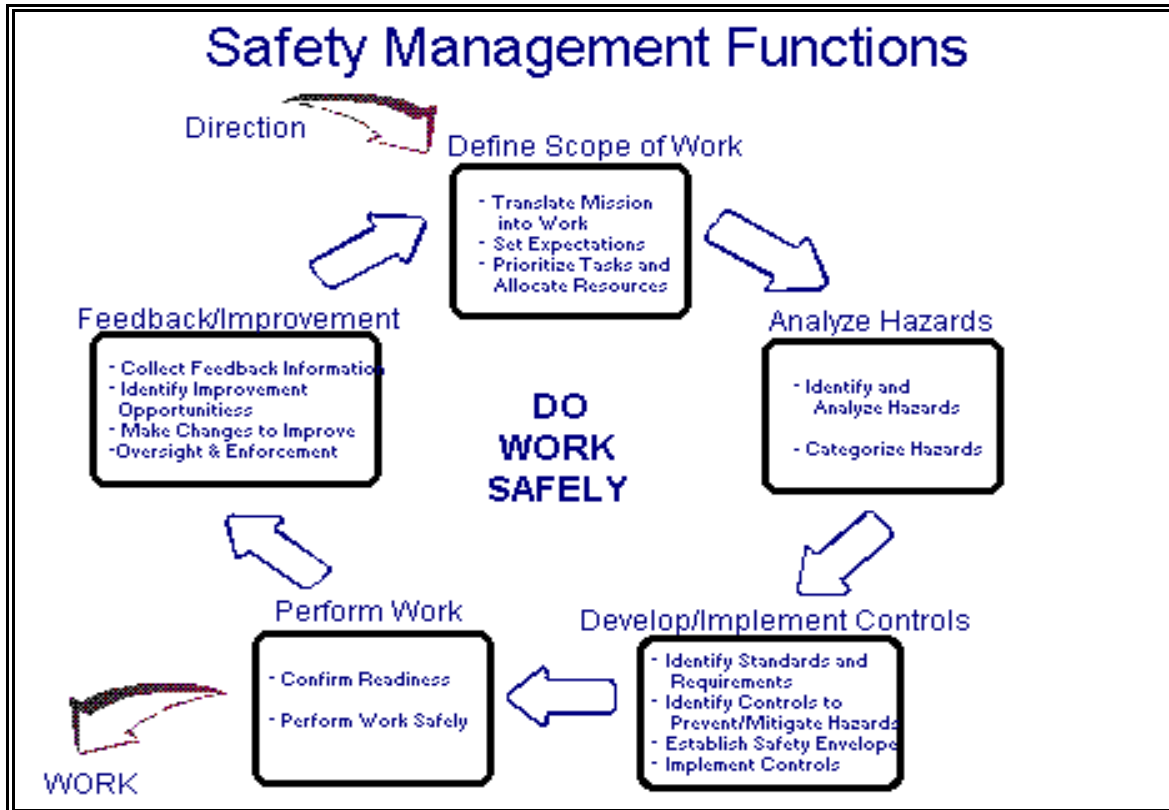 Safety Management Functions
Direction
Define Scope of Work
- Translate Mission
into Work
- Set Expectations
- Prioritize Tasks and
Allocate Resources
Analyze Hazards
- Identify and
Analyze Hazards
- Categorize Hazards
Develop/Implement Controls
- Identify Standards and
Requirements
- Identify Controls to
Prevent/Mitigate Hazards
- Establish Safety Envelope
- Implement Controls
Perform Work
- Confirm Readiness
- Perform Work Safely
WORK
Feedback/Improvement
- Collect Feedback Information
- Identify Improvement
Opportunitiess
- Make Changes to Improve
-Oversight & Enforcement
DO
WORK
SAFELY